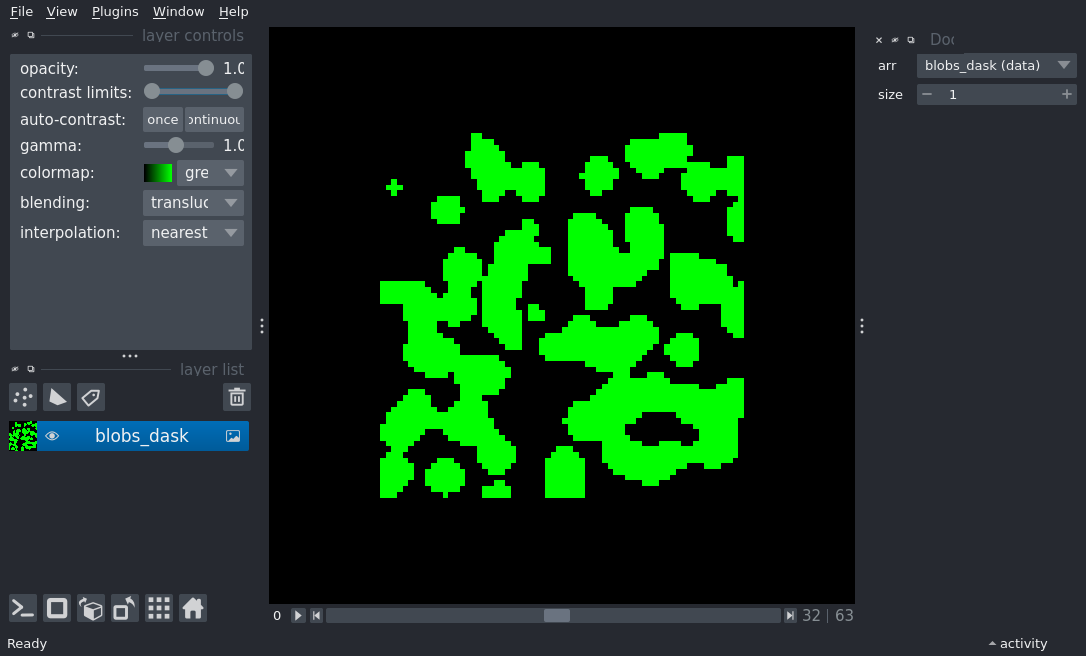 File View Plugins Window Help
layer controls
opacity: 1.0
contrast limits:
auto-contrast: once ontinuou
gamma: 1.0
colormap: gre
blending: transluc
interpolation: nearest
layer list
blobs_dask
0 32 | 63
Ready
Doc
arr blobs_dask (data)
size 1
activity